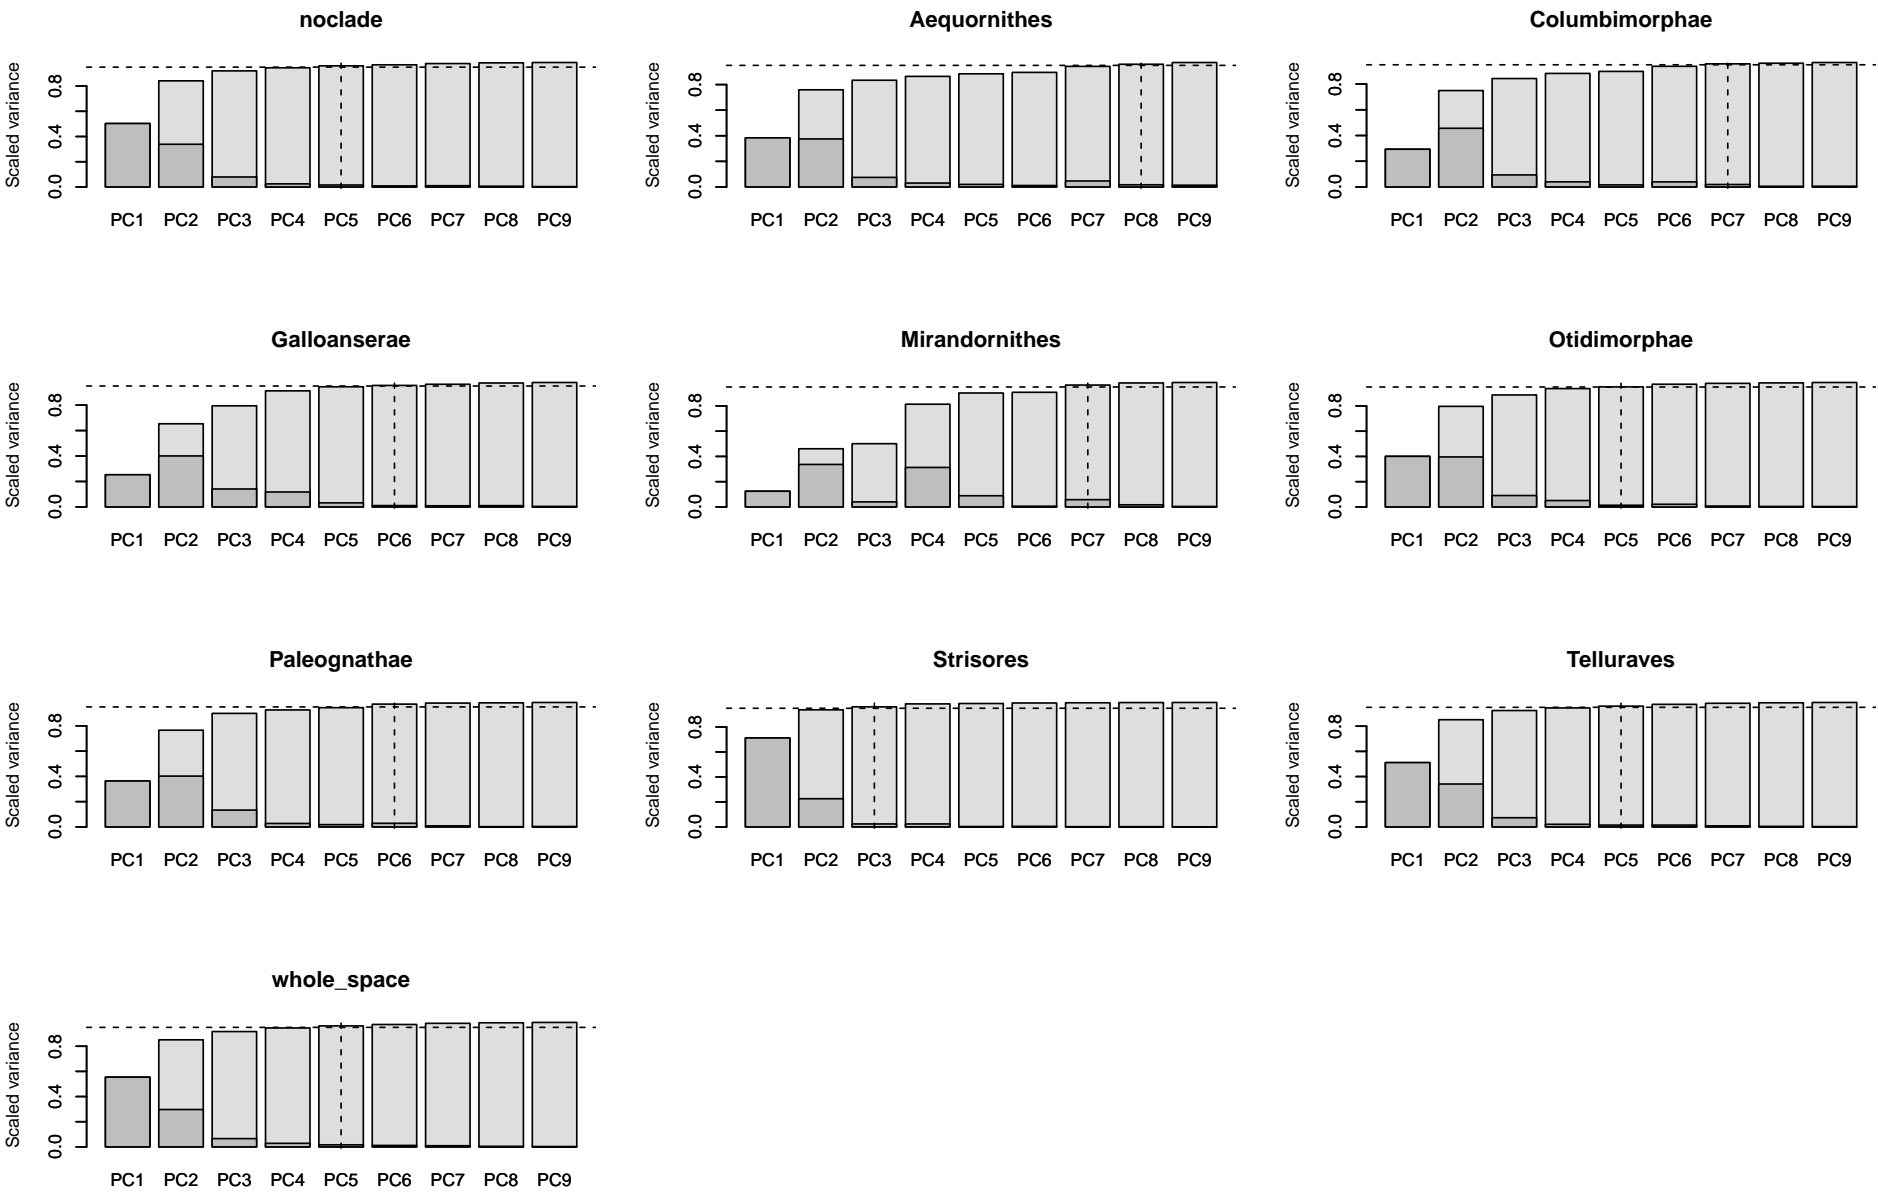 noclade
Scaled variance
0.0 0.4 0.8
PC1 PC2 PC3 PC4 PC5 PC6 PC7 PC8 PC9
Aequornithes
Scaled variance
0.0 0.4 0.8
PC1 PC2 PC3 PC4 PC5 PC6 PC7 PC8 PC9
Columbimorphae
Scaled variance
0.0 0.4 0.8
PC1 PC2 PC3 PC4 PC5 PC6 PC7 PC8 PC9
Galloanserae
Scaled variance
0.0 0.4 0.8
PC1 PC2 PC3 PC4 PC5 PC6 PC7 PC8 PC9
Mirandornithes
Scaled variance
0.0 0.4 0.8
PC1 PC2 PC3 PC4 PC5 PC6 PC7 PC8 PC9
Otidimorphae
Scaled variance
0.0 0.4 0.8
PC1 PC2 PC3 PC4 PC5 PC6 PC7 PC8 PC9
Paleognathae
Scaled variance
0.0 0.4 0.8
PC1 PC2 PC3 PC4 PC5 PC6 PC7 PC8 PC9
Strisores
Scaled variance
0.0 0.4 0.8
PC1 PC2 PC3 PC4 PC5 PC6 PC7 PC8 PC9
Telluraves
Scaled variance
0.0 0.4 0.8
PC1 PC2 PC3 PC4 PC5 PC6 PC7 PC8 PC9
whole_space
Scaled variance
0.0 0.4 0.8
PC1 PC2 PC3 PC4 PC5 PC6 PC7 PC8 PC9